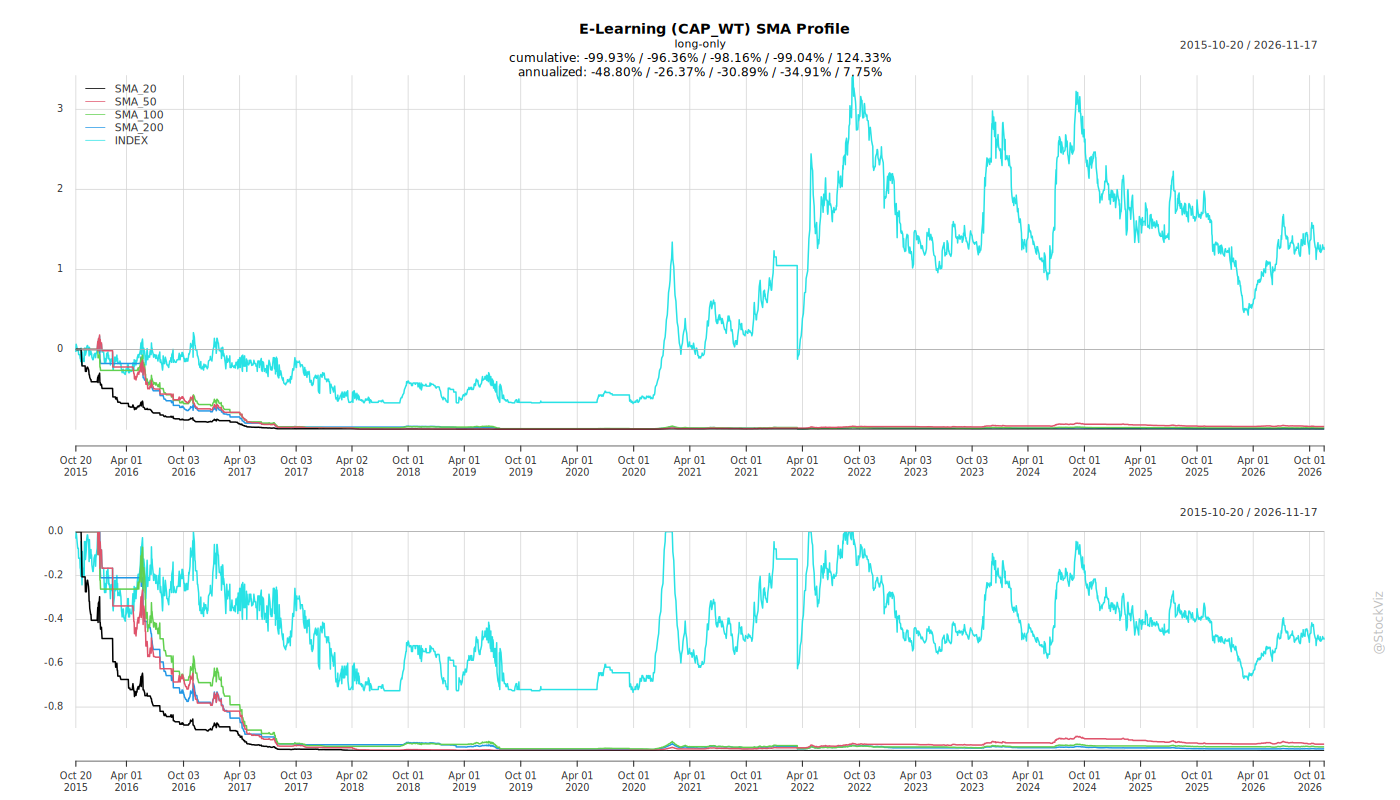 E-Learning (CAP_WT) SMA Profile
long-only
cumulative: -99.93% / -96.36% / -98.16% / -99.04% / 124.33%
annualized: -48.80% / -26.37% / -30.89% / -34.91% / 7.75%
2015-10-20 / 2026-11-17
SMA_20
SMA_50
SMA_100
SMA_200
INDEX
3
2
1
0
Oct 20 Apr 01 Oct 03 Apr 03 Oct 03 Apr 02 Oct 01 Apr 01 Oct 01 Apr 01 Oct 01 Apr 01 Oct 01 Apr 01 Oct 03 Apr 03 Oct 03 Apr 01 Oct 01 Apr 01 Oct 01 Apr 01 Oct 01
2015 2016 2016 2017 2017 2018 2018 2019 2019 2020 2020 2021 2021 2022 2022 2023 2023 2024 2024 2025 2025 2026 2026
2015-10-20 / 2026-11-17
0.0
-0.2
-0.4
-0.6
-0.8
Oct 20 Apr 01 Oct 03 Apr 03 Oct 03 Apr 02 Oct 01 Apr 01 Oct 01 Apr 01 Oct 01 Apr 01 Oct 01 Apr 01 Oct 03 Apr 03 Oct 03 Apr 01 Oct 01 Apr 01 Oct 01 Apr 01 Oct 01
2015 2016 2016 2017 2017 2018 2018 2019 2019 2020 2020 2021 2021 2022 2022 2023 2023 2024 2024 2025 2025 2026 2026
@StockViz